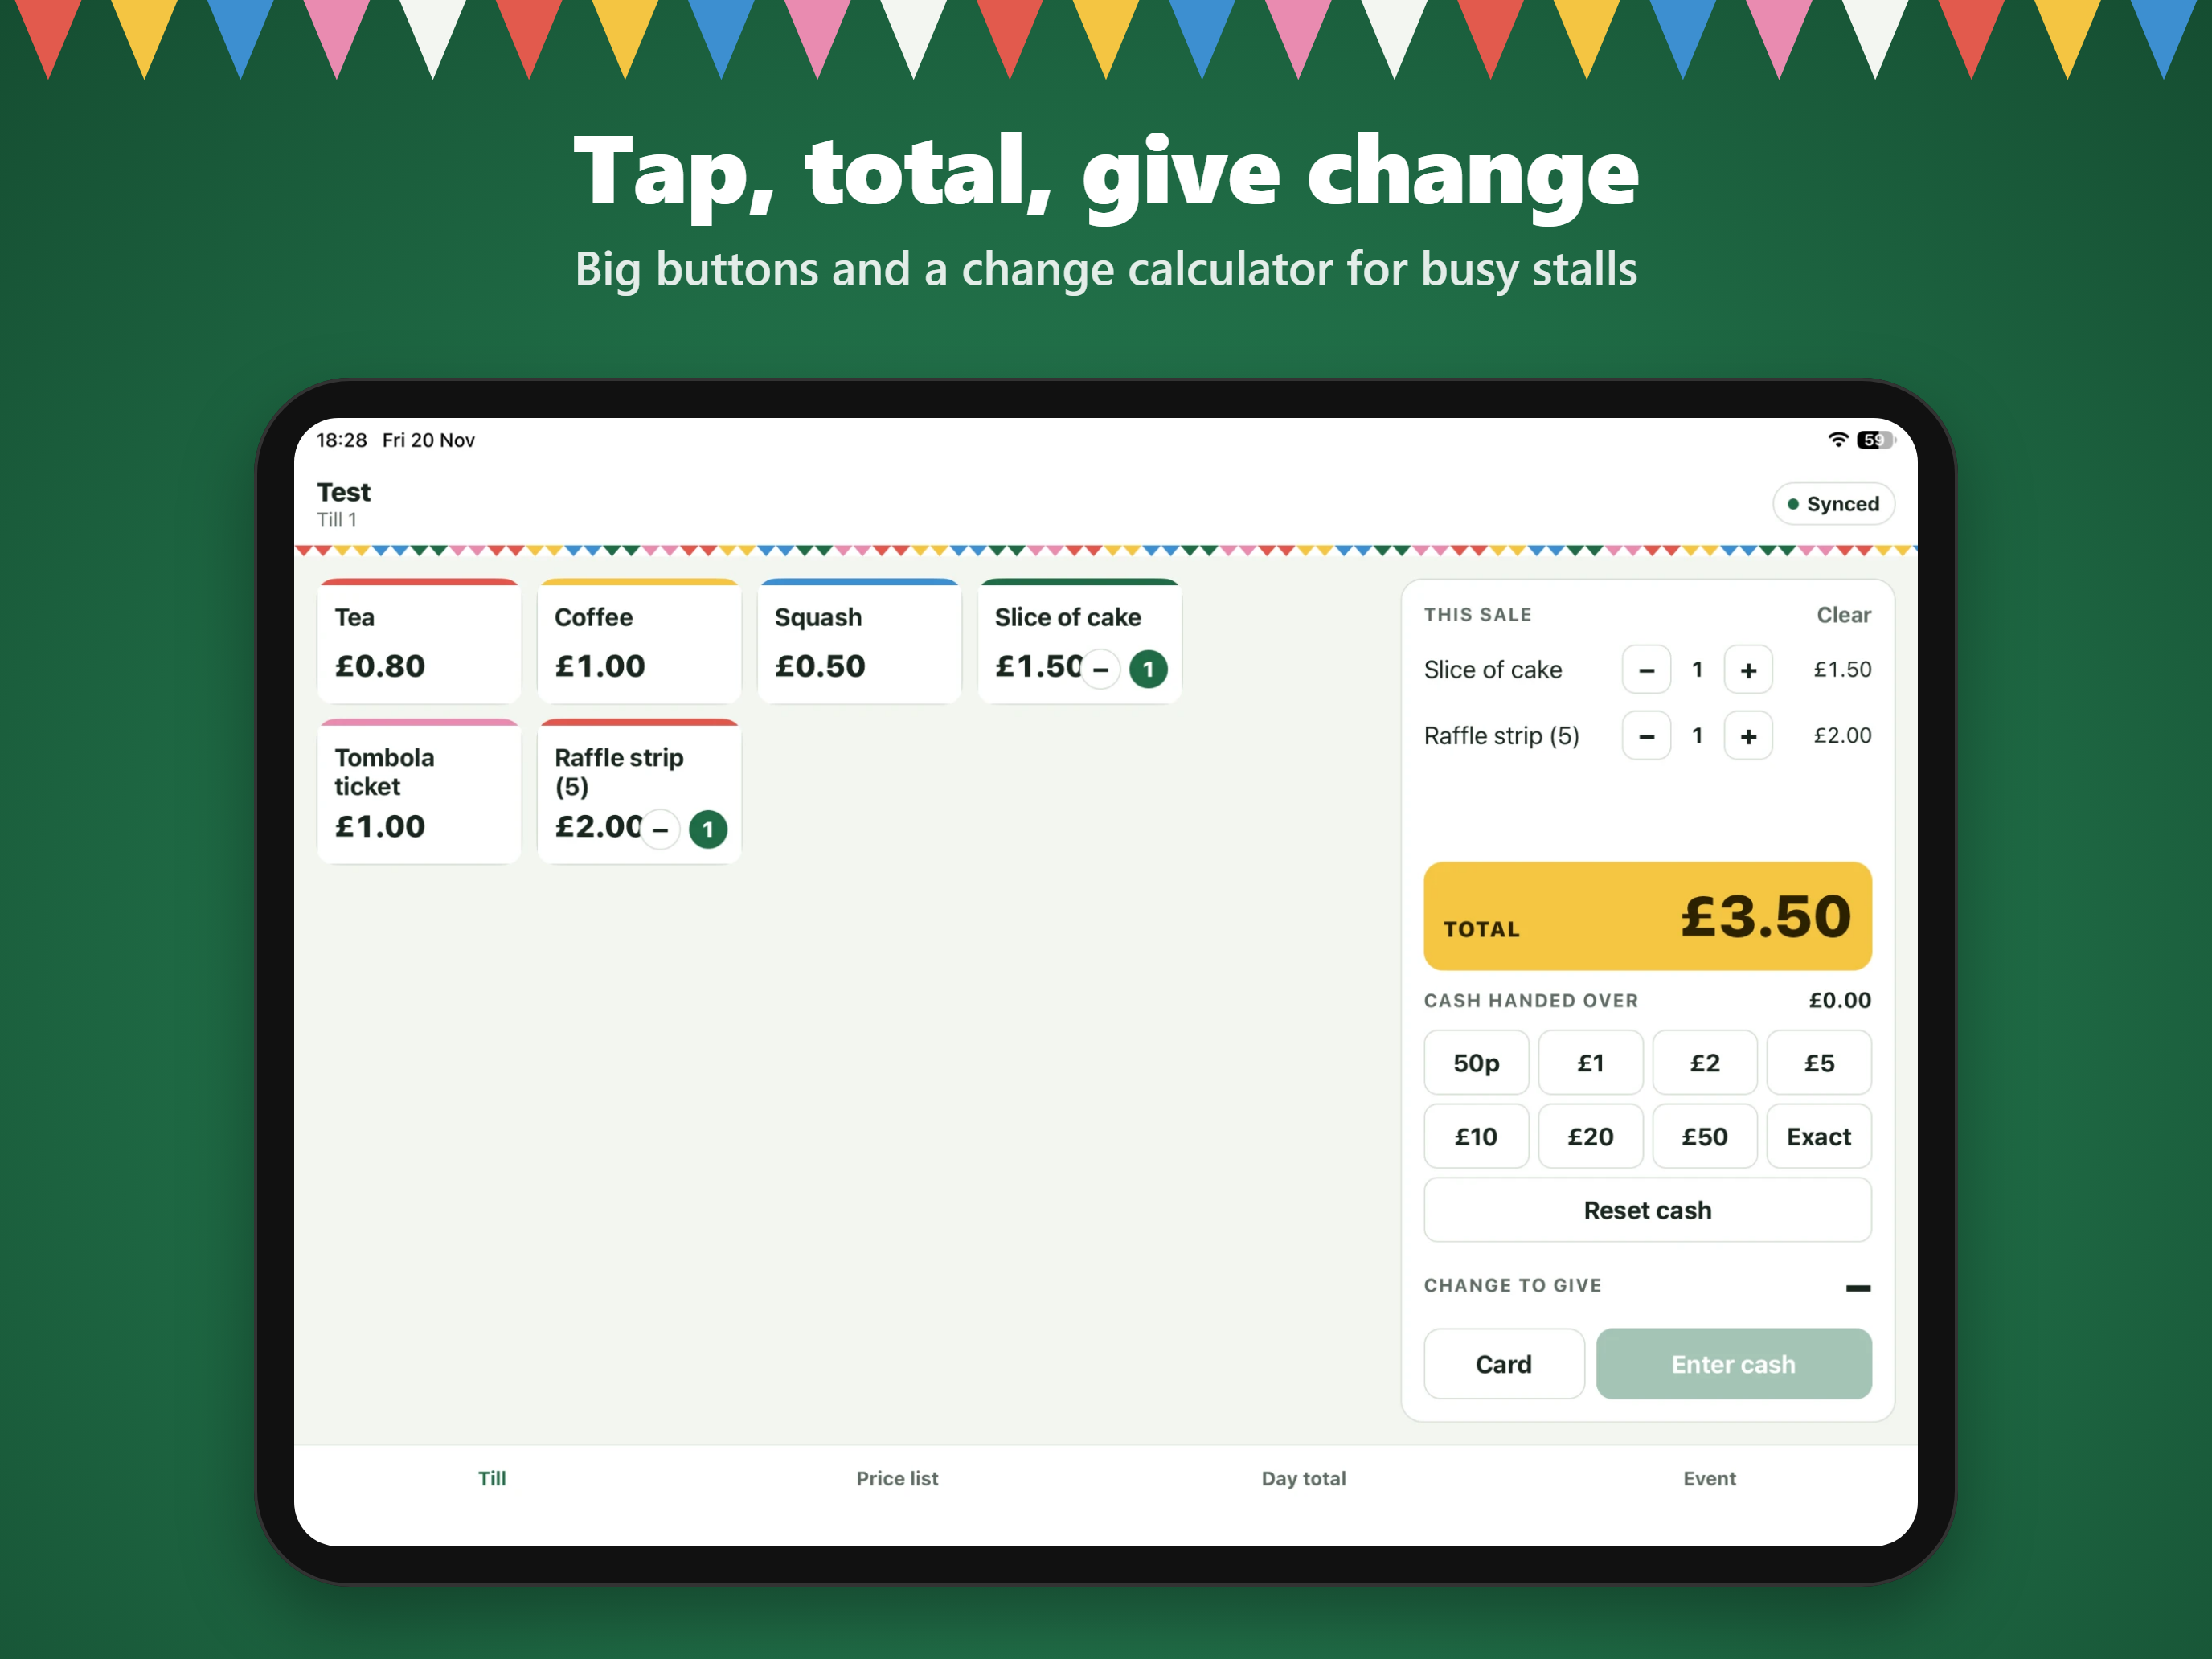 Tap, total, give change
Big buttons and a change calculator for busy stalls
18:28 Fri 20 Nov
59
Test
Till 1
Synced
Tea
£0.80
Coffee
£1.00
Squash
£0.50
Slice of cake
£1.50 − 1
Tombola
ticket
£1.00
Raffle strip
(5)
£2.00 − 1
THIS SALE Clear
Slice of cake − 1 + £1.50
Raffle strip (5) − 1 + £2.00
TOTAL £3.50
CASH HANDED OVER £0.00
50p £1 £2 £5
£10 £20 £50 Exact
Reset cash
CHANGE TO GIVE –
Card Enter cash
Till Price list Day total Event